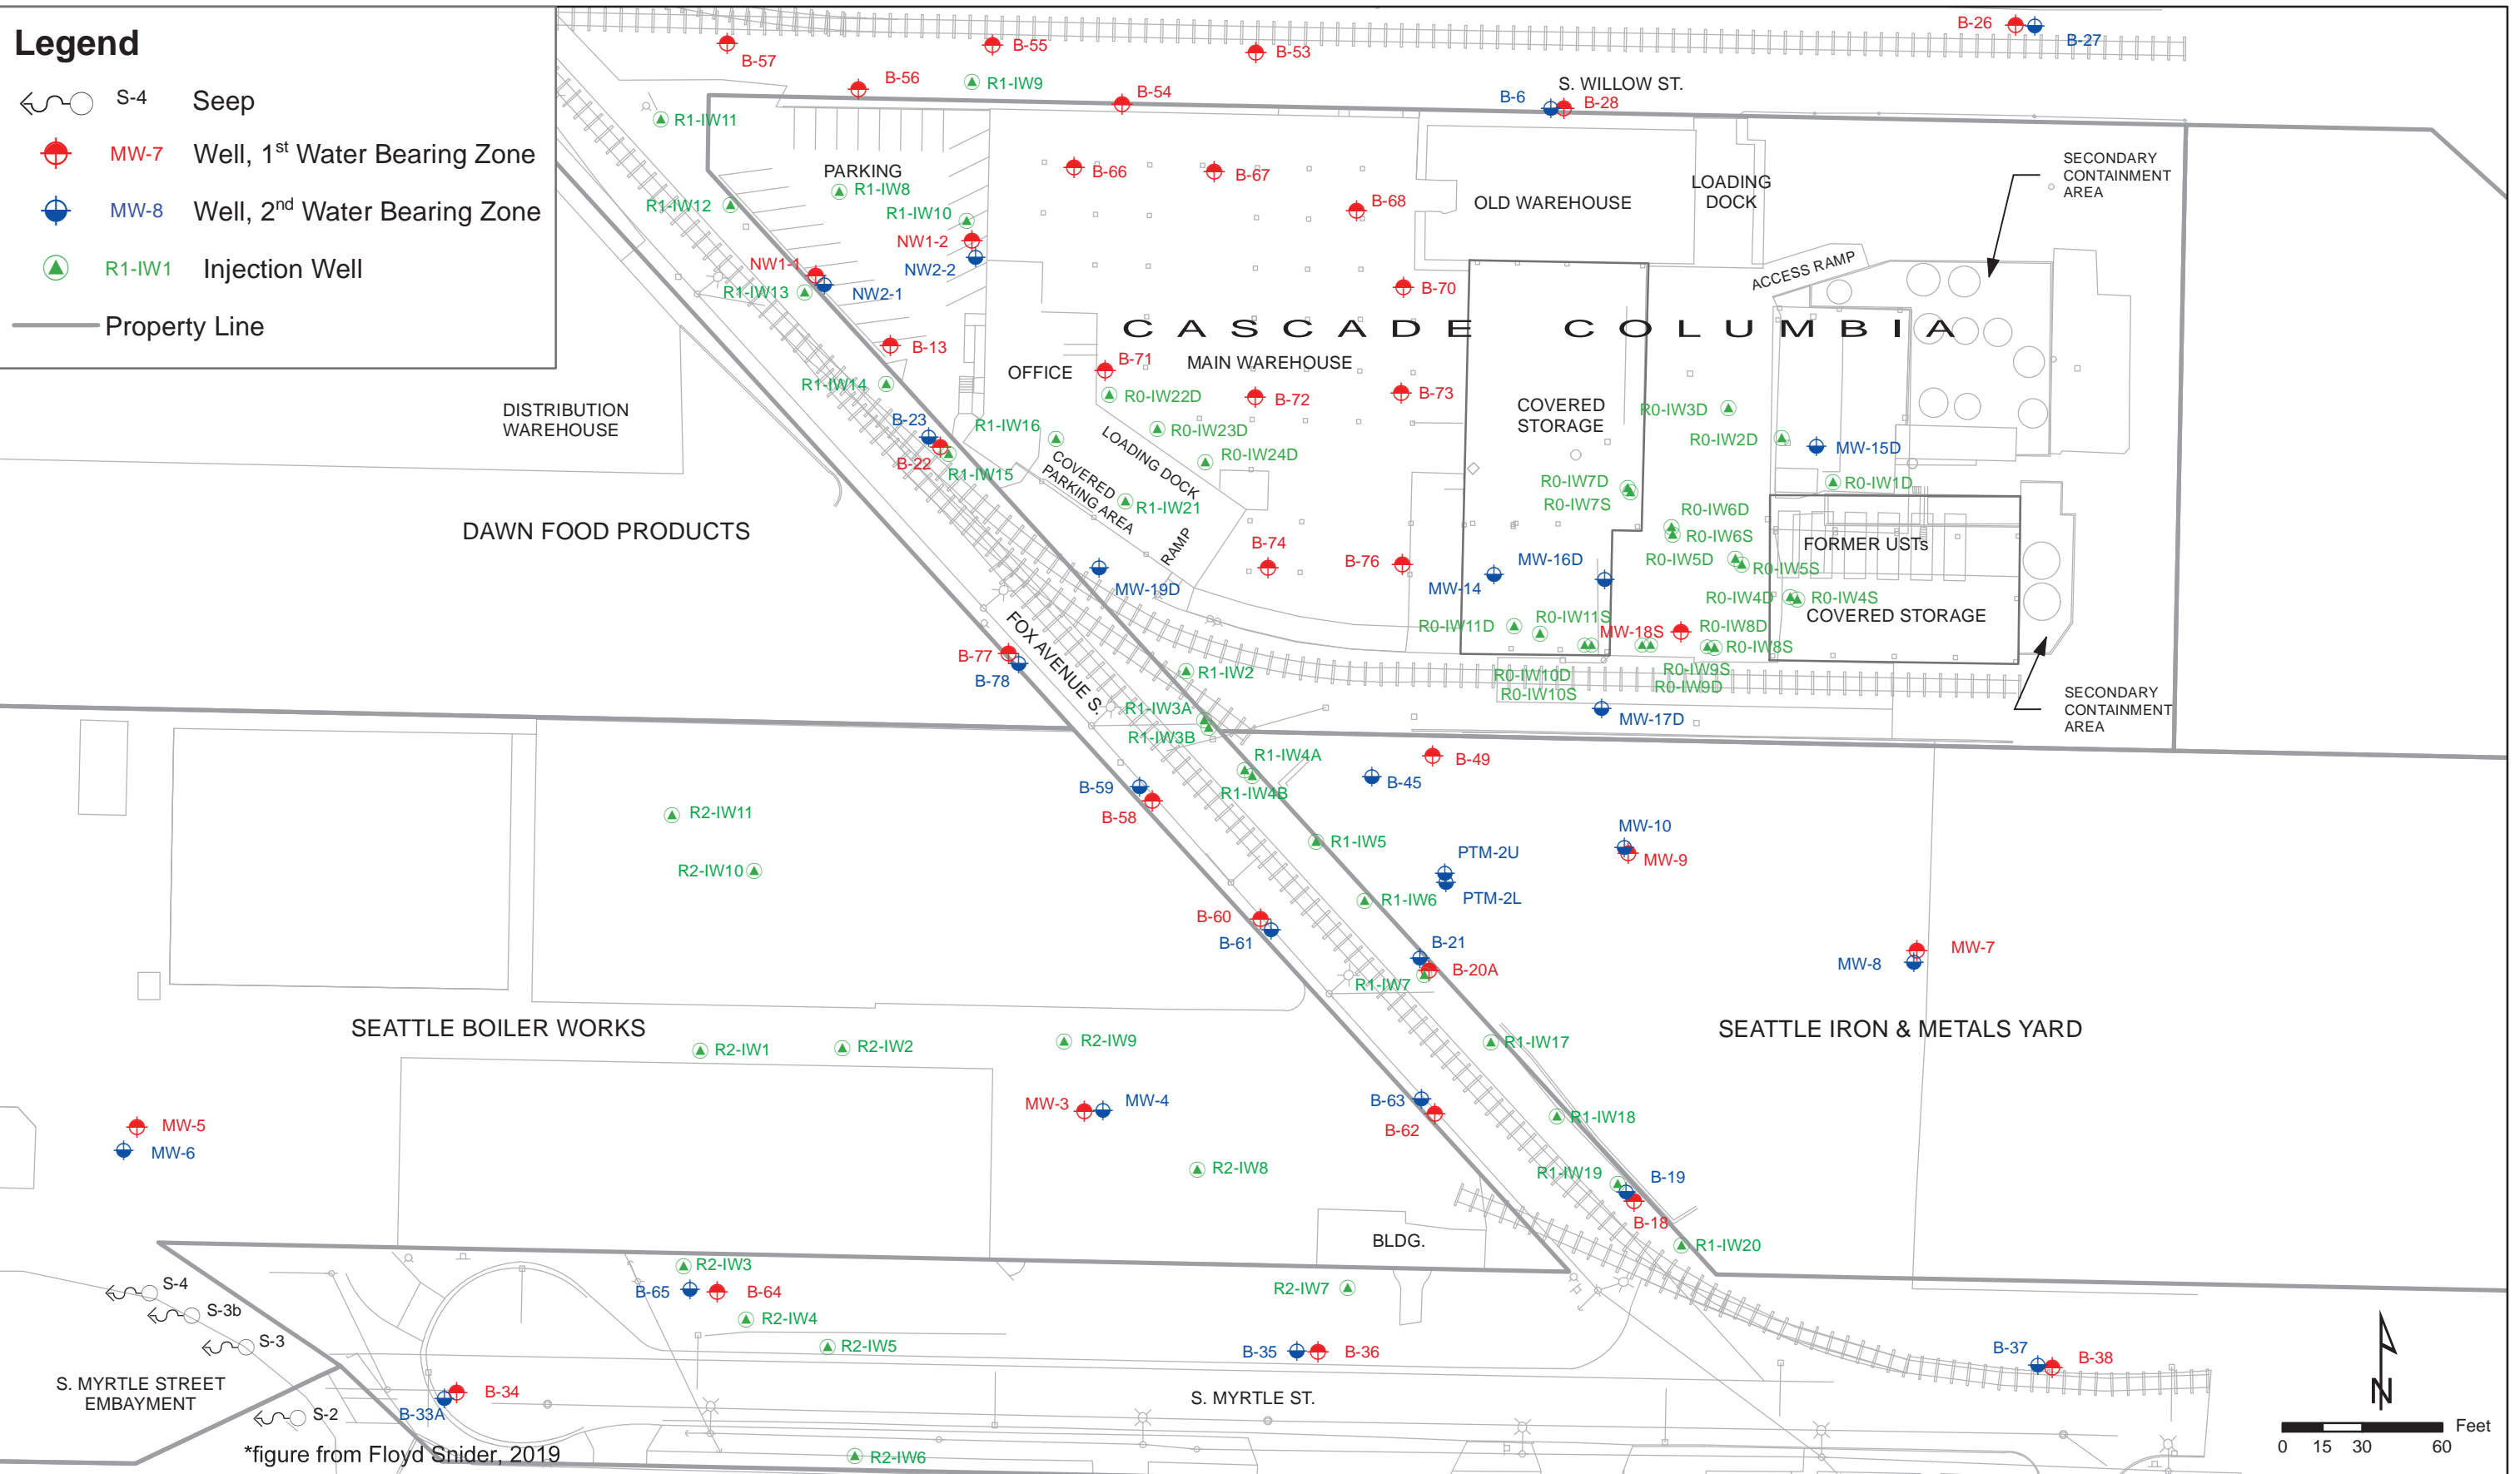 Legend
S-4 Seep
MW-7 Well, 1st Water Bearing Zone
MW-8 Well, 2nd Water Bearing Zone
R1-IW1 Injection Well
Property Line
B-26
B-27
B-57
B-55
B-53
B-56
R1-IW9
B-54
S. WILLOW ST.
B-6
B-28
R1-IW11
PARKING
R1-IW8
R1-IW12
R1-IW10
NW1-2
NW2-2
NW1-1
R1-IW13
NW2-1
B-66
B-67
B-68
B-70
OLD WAREHOUSE
LOADING
DOCK
SECONDARY
CONTAINMENT
AREA
ACCESS RAMP
CASCADE COLUMBIA
B-13
R1-IW14
OFFICE
B-71
MAIN WAREHOUSE
R0-IW22D
B-72
B-73
DISTRIBUTION
WAREHOUSE
B-23
B-22
R1-IW15
R1-IW16
R0-IW23D
R0-IW24D
LOADING DOCK
COVERED
PARKING AREA
R1-IW21
RAMP
COVERED
STORAGE
R0-IW3D
R0-IW2D
MW-15D
R0-IW1D
R0-IW7D
R0-IW7S
R0-IW6D
R0-IW6S
FORMER USTs
R0-IW5D
R0-IW5S
R0-IW4D
R0-IW4S
COVERED STORAGE
DAWN FOOD PRODUCTS
B-74
B-76
MW-19D
MW-14
MW-16D
R0-IW11D
R0-IW11S
MW-18S
R0-IW8D
R0-IW8S
R0-IW9S
R0-IW9D
R0-IW10D
R0-IW10S
MW-17D
SECONDARY
CONTAINMENT
AREA
FOX AVENUE S.
B-77
B-78
R1-IW2
R1-IW3A
R1-IW3B
R1-IW4A
R1-IW4B
B-49
B-45
B-59
B-58
R2-IW11
R2-IW10
R1-IW5
MW-10
MW-9
PTM-2U
PTM-2L
R1-IW6
B-60
B-61
B-21
B-20A
R1-IW7
MW-7
MW-8
SEATTLE BOILER WORKS
SEATTLE IRON & METALS YARD
R2-IW1
R2-IW2
R2-IW9
R1-IW17
MW-3
MW-4
B-63
B-62
R1-IW18
MW-5
MW-6
R2-IW8
R1-IW19
B-19
B-18
BLDG.
R1-IW20
R2-IW3
B-65
B-64
R2-IW7
R2-IW4
R2-IW5
S-4
S-3b
S-3
B-35
B-36
B-37
B-38
S. MYRTLE STREET
EMBAYMENT
B-34
B-33A
S-2
S. MYRTLE ST.
N
Feet
0 15 30 60
*figure from Floyd Snider, 2019
R2-IW6